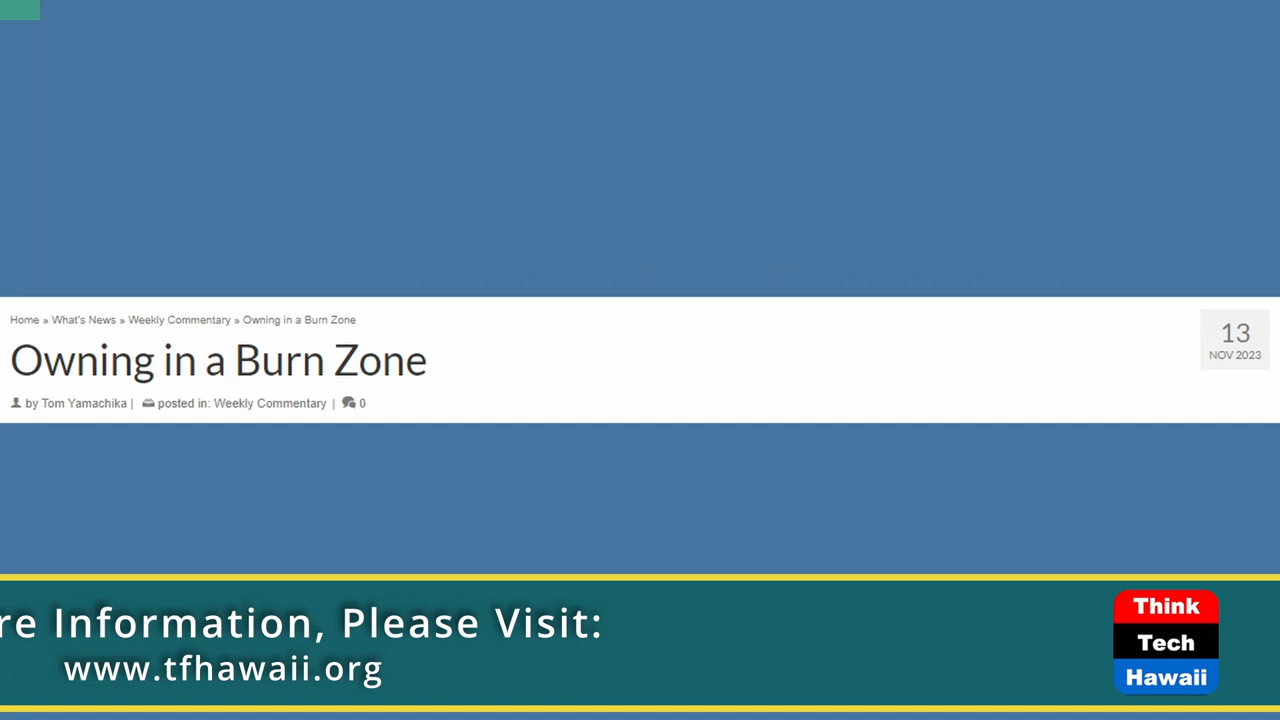 Home » What's News » Weekly Commentary » Owning in a Burn Zone
Owning in a Burn Zone
by Tom Yamachika | posted in: Weekly Commentary | 0
13
NOV 2023
re Information, Please Visit:
www.tfhawaii.org
Think
Tech
Hawaii